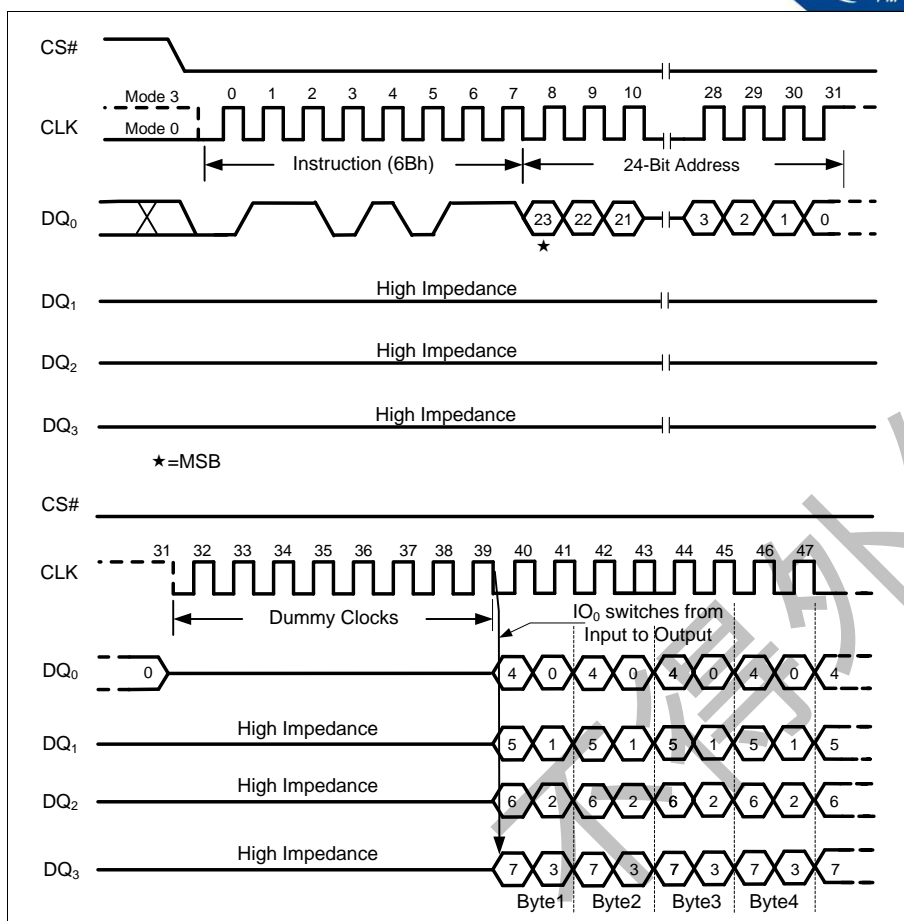 CS#
Mode 3 0 1 2 3 4 5 6 7 8 9 10 28 29 30 31
CLK Mode 0
Instruction (6Bh) 24-Bit Address
DQ₀ 23 22 21 3 2 1 0
★
High Impedance
DQ₁
High Impedance
DQ₂
High Impedance
DQ₃
★=MSB
CS#
31 32 33 34 35 36 37 38 39 40 41 42 43 44 45 46 47
CLK
Dummy Clocks
IO₀ switches from
Input to Output
DQ₀ 0 4 0 4 0 4 0 4 0 4
DQ₁ High Impedance 5 1 5 1 5 1 5 1 5
DQ₂ High Impedance 6 2 6 2 6 2 6 2 6
DQ₃ High Impedance 7 3 7 3 7 3 7 3 7
Byte1 Byte2 Byte3 Byte4
不得外